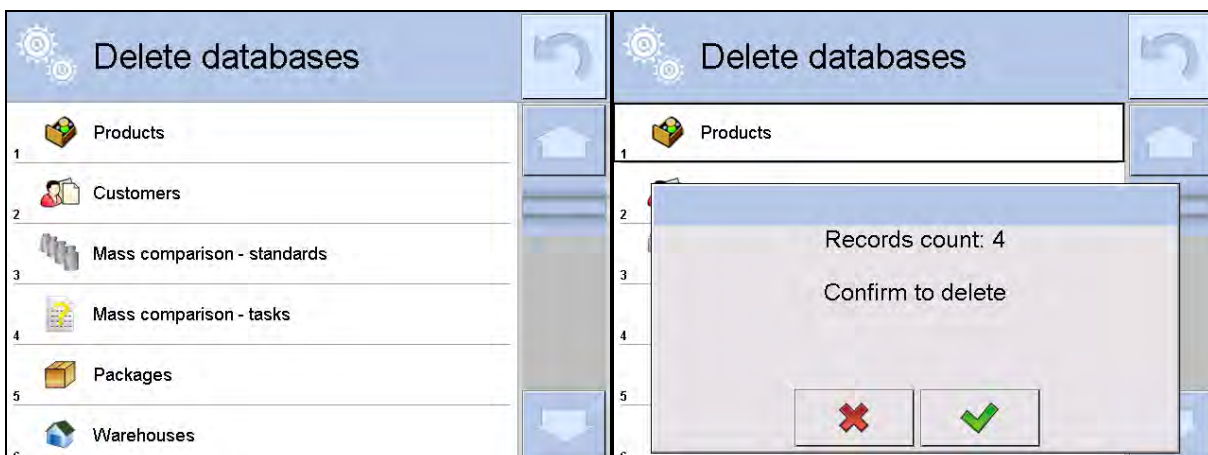 Delete databases
Products
1
Customers
2
Mass comparison - standards
3
Mass comparison - tasks
4
Packages
5
Warehouses
Delete databases
Products
1
2
Records count: 4
3
Confirm to delete
4
5